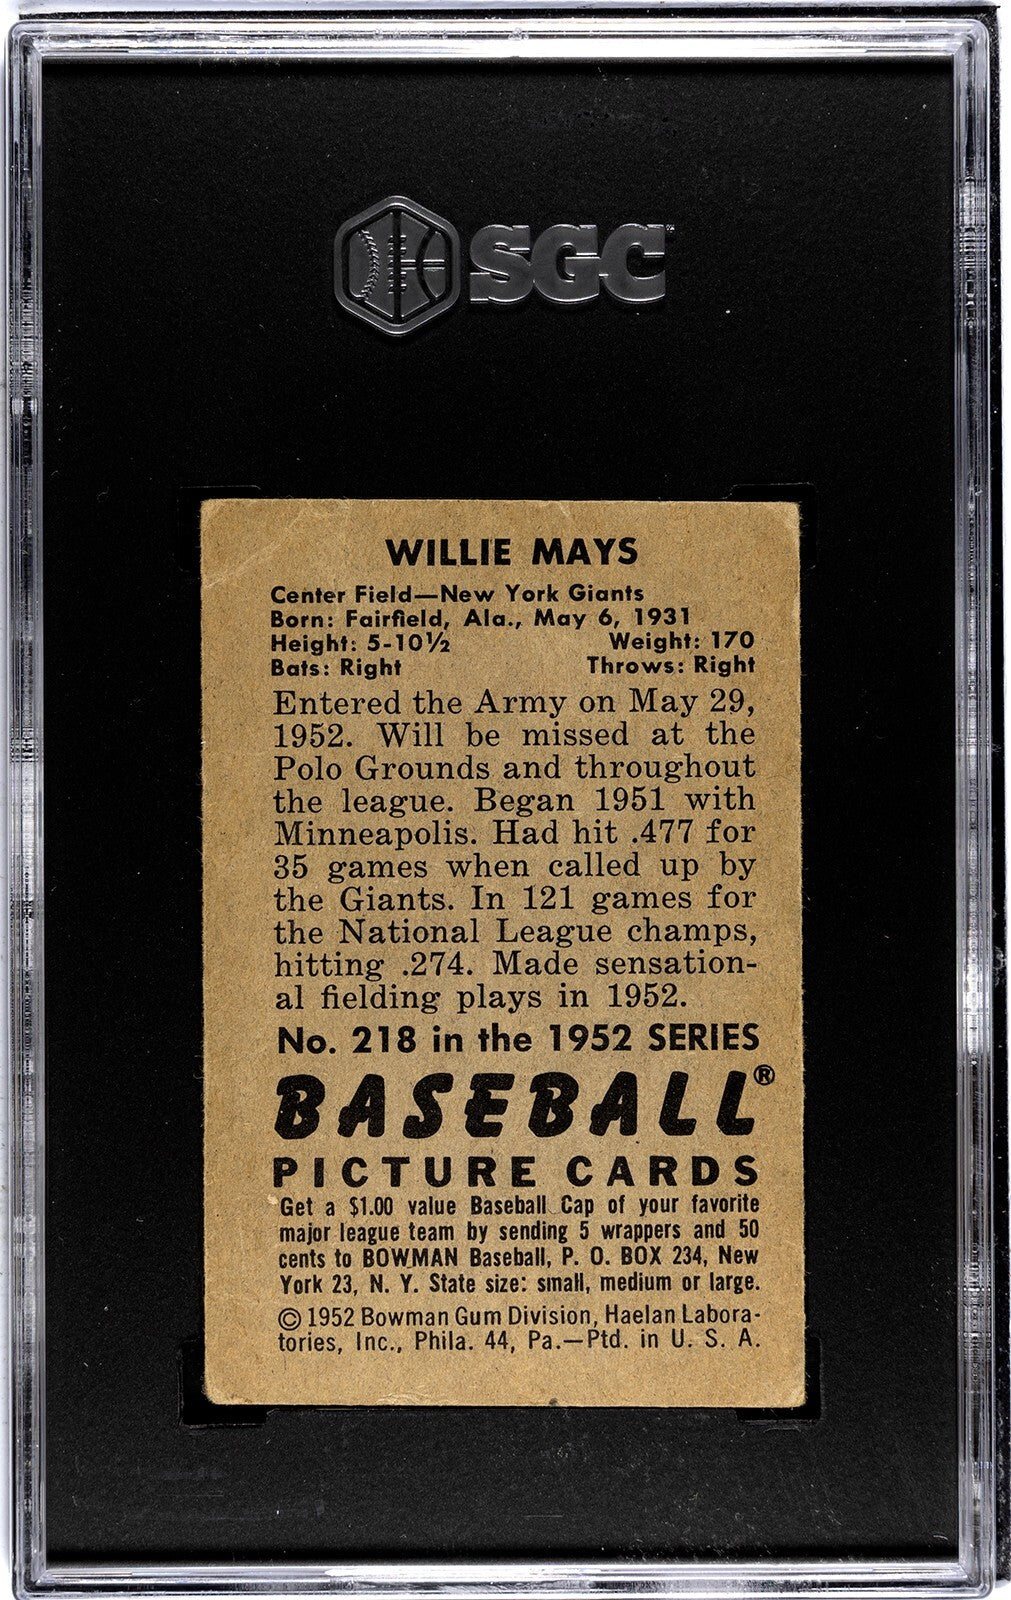 SGC
WILLIE MAYS
Center Field—New York Giants
Born: Fairfield, Ala., May 6, 1931
Height: 5-10½ Weight: 170
Bats: Right Throws: Right
Entered the Army on May 29,
1952. Will be missed at the
Polo Grounds and throughout
the league. Began 1951 with
Minneapolis. Had hit .477 for
35 games when called up by
the Giants. In 121 games for
the National League champs,
hitting .274. Made sensation-
al fielding plays in 1952.
No. 218 in the 1952 SERIES
BASEBALL®
PICTURE CARDS
Get a $1.00 value Baseball Cap of your favorite
major league team by sending 5 wrappers and 50
cents to BOWMAN Baseball, P. O. BOX 234, New
York 23, N. Y. State size: small, medium or large.
© 1952 Bowman Gum Division, Haelan Labora-
tories, Inc., Phila. 44, Pa.—Ptd. in U. S. A.